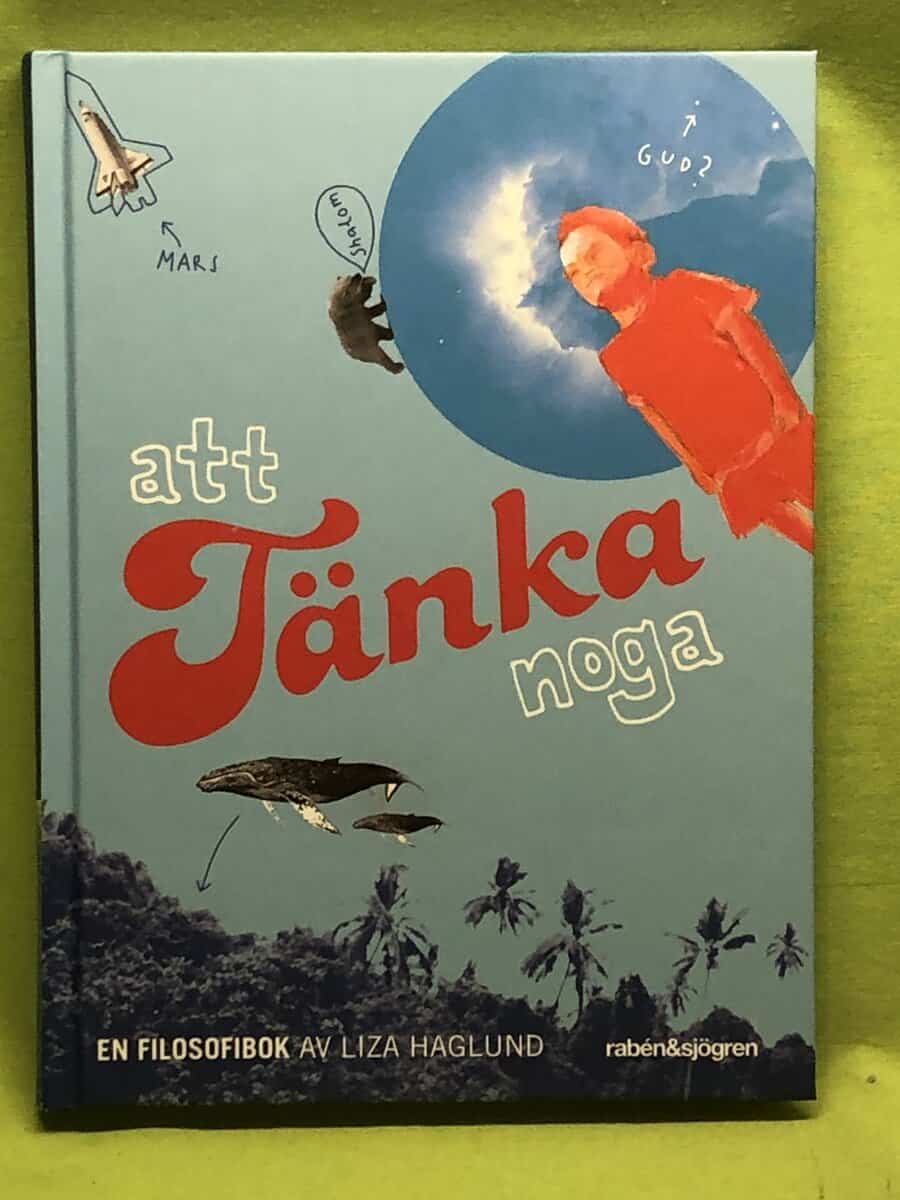 GUD?
Shalom
MARS
att
Tänka
noga
EN FILOSOFIBOK AV LIZA HAGLUND
rabén&sjögren